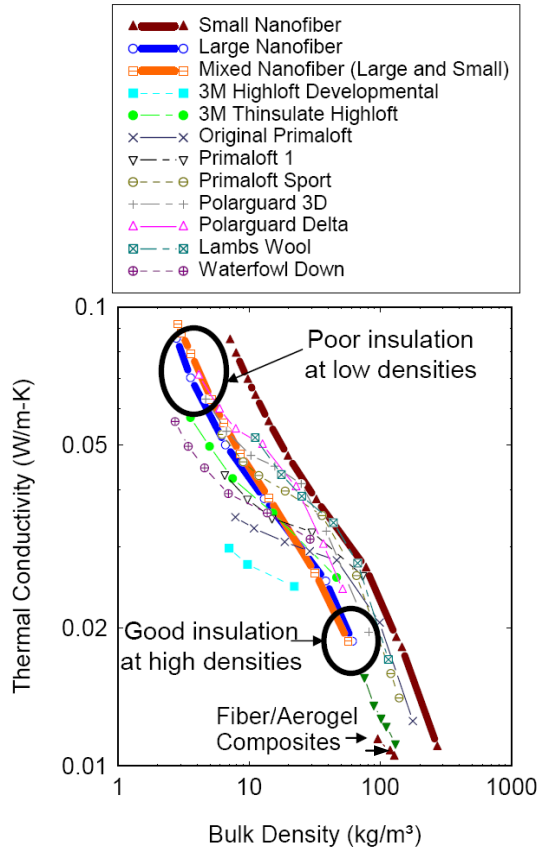 Small Nanofiber
Large Nanofiber
Mixed Nanofiber (Large and Small)
3M Highloft Developmental
3M Thinsulate Highloft
Original Primaloft
Primaloft 1
Primaloft Sport
Polarguard 3D
Polarguard Delta
Lambs Wool
Waterfowl Down
0.1
Poor insulation
at low densities
0.05
Thermal Conductivity (W/m-K)
0.02
Good insulation
at high densities
Fiber/Aerogel
Composites
0.01
1
10
100
1000
Bulk Density (kg/m³)